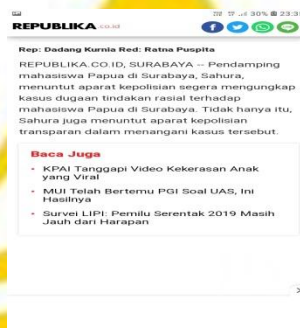 30% 23:39
REPUBLIKA.co.id
Rep: Dadang Kurnia Red: Ratna Puspita
REPUBLIKA.CO.ID, SURABAYA -- Pendamping
mahasiswa Papua di Surabaya, Sahura,
menuntut aparat kepolisian segera mengungkap
kasus dugaan tindakan rasial terhadap
mahasiswa Papua di Surabaya. Tidak hanya itu,
Sahura juga menuntut aparat kepolisian
transparan dalam menangani kasus tersebut.
Baca Juga
• KPAI Tanggapi Video Kekerasan Anak
yang Viral
• MUI Telah Bertemu PGI Soal UAS, Ini
Hasilnya
• Survei LIPI: Pemilu Serentak 2019 Masih
Jauh dari Harapan